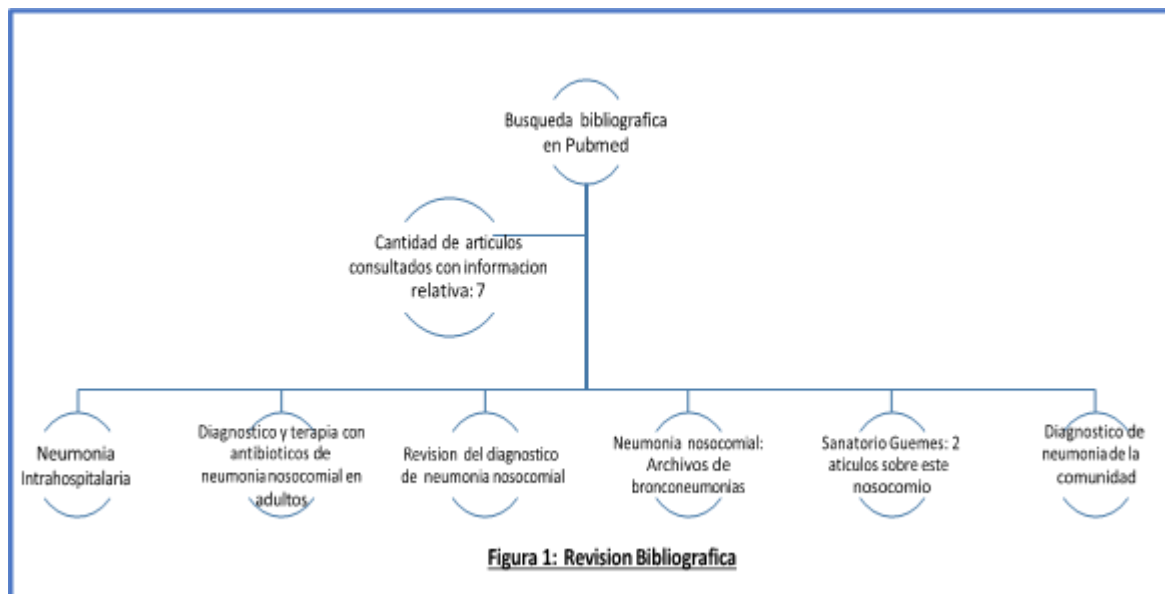 Busqueda bibliografica
en Pubmed
Cantidad de articulos
consultados con informacion
relativa: 7
Neumonia
Intrahospitalaria
Diagnostico y terapia con
antibioticos de
neumonia nosocomial en
adultos
Revision del diagnostico
de neumonia nosocomial
Neumonia nosocomial:
Archivos de
bronconeumonias
Sanatorio Guemes: 2
aticulos sobre este
nosocomio
Diagnostico de
neumonia de la
comunidad
Figura 1: Revision Bibliografica